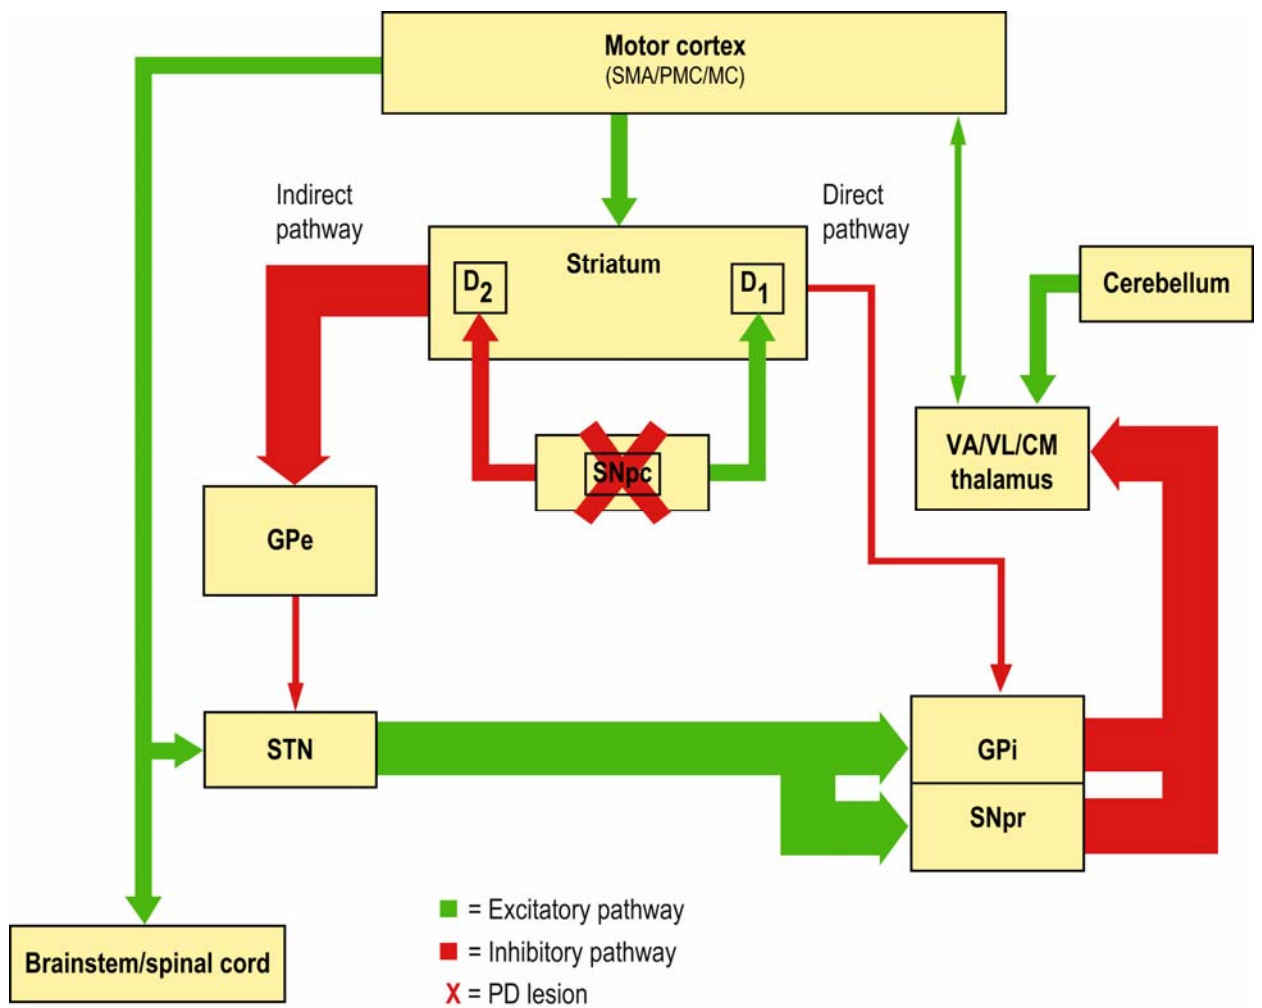 Motor cortex
(SMA/PMC/MC)
Indirect
pathway
Direct
pathway
Striatum
D2
D1
Cerebellum
SNpc
VA/VL/CM
thalamus
GPe
STN
GPi
SNpr
= Excitatory pathway
= Inhibitory pathway
X = PD lesion
Brainstem/spinal cord